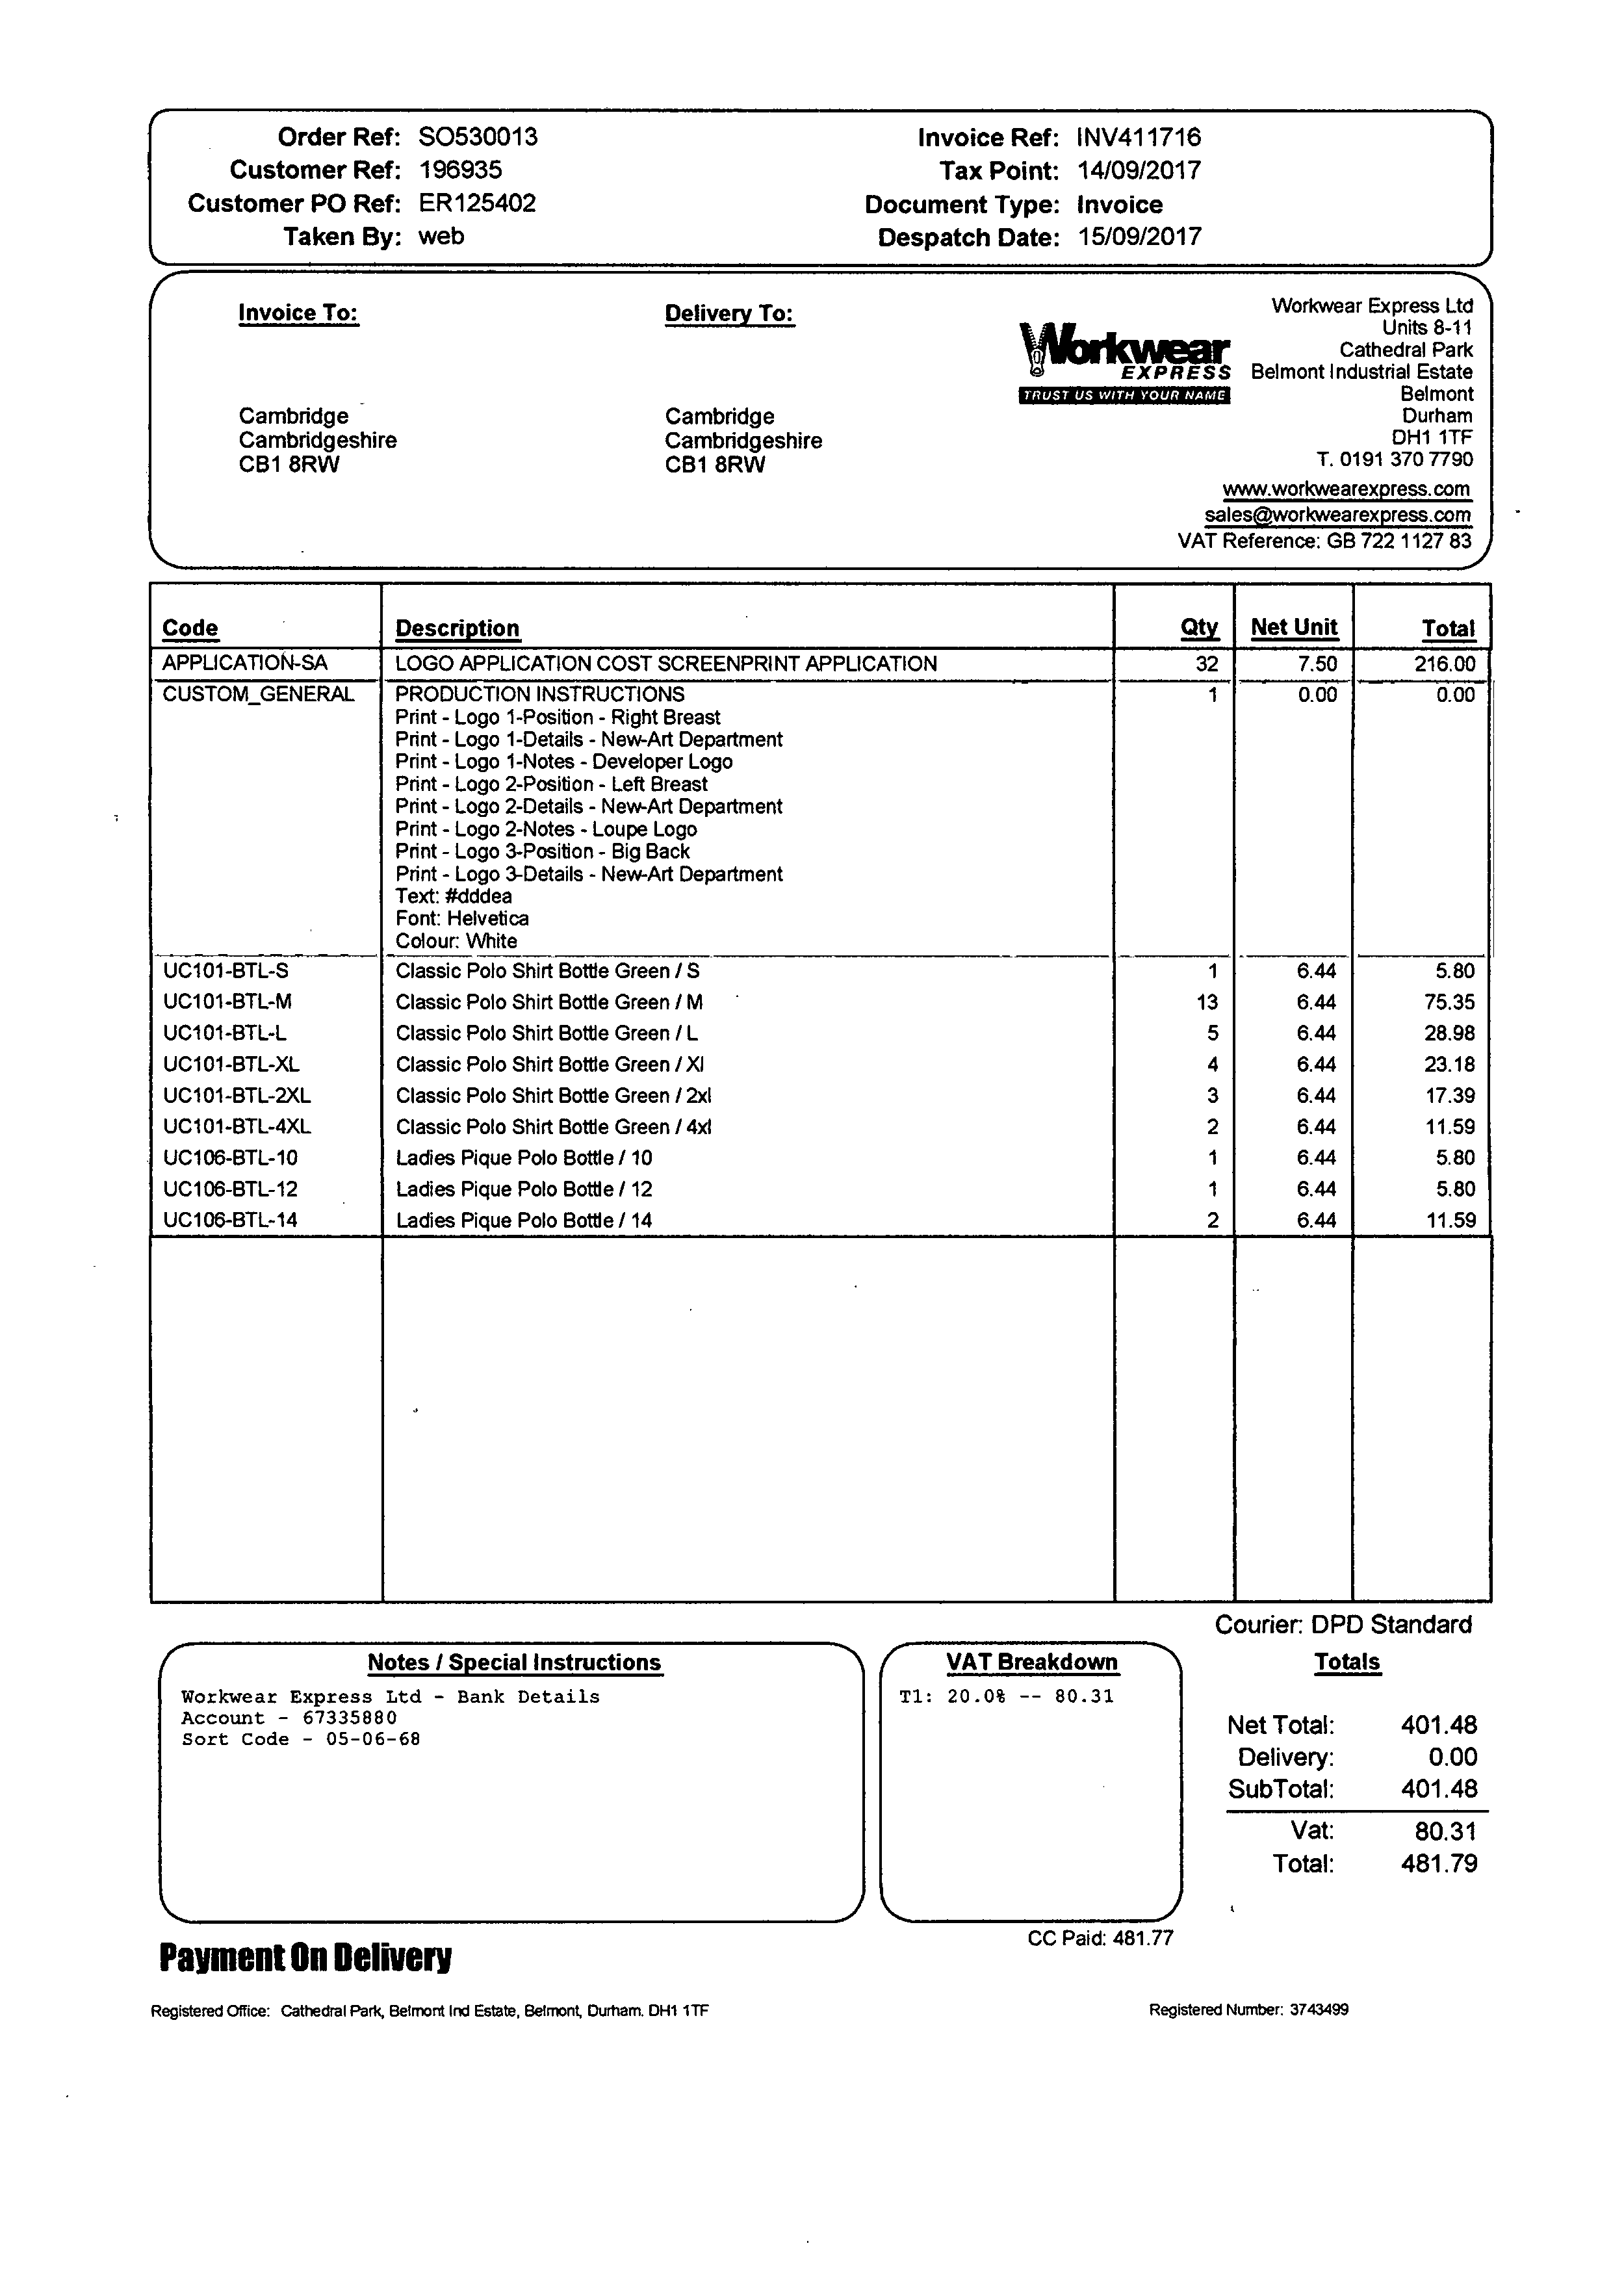 Order Ref: SO530013
Customer Ref: 196935
Customer PO Ref: ER125402
Taken By: web
Invoice Ref: INV411716
Tax Point: 14/09/2017
Document Type: Invoice
Despatch Date: 15/09/2017
Invoice To:
Cambridge
Cambridgeshire
CB1 8RW
Delivery To:
Cambridge
Cambridgeshire
CB1 8RW
Workwear
EXPRESS
TRUST US WITH YOUR NAME
Workwear Express Ltd
Units 8-11
Cathedral Park
Belmont Industrial Estate
Belmont
Durham
DH1 1TF
T. 0191 370 7790
www.workwearexpress.com
sales@workwearexpress.com
VAT Reference: GB 722 1127 83
Code Description Qty Net Unit Total
APPLICATION-SA LOGO APPLICATION COST SCREENPRINT APPLICATION 32 7.50 216.00
CUSTOM_GENERAL PRODUCTION INSTRUCTIONS 1 0.00 0.00
Print - Logo 1-Position - Right Breast
Print - Logo 1-Details - New-Art Department
Print - Logo 1-Notes - Developer Logo
Print - Logo 2-Position - Left Breast
Print - Logo 2-Details - New-Art Department
Print - Logo 2-Notes - Loupe Logo
Print - Logo 3-Position - Big Back
Print - Logo 3-Details - New-Art Department
Text: #dddea
Font: Helvetica
Colour: White
UC101-BTL-S Classic Polo Shirt Bottle Green / S 1 6.44 5.80
UC101-BTL-M Classic Polo Shirt Bottle Green / M 13 6.44 75.35
UC101-BTL-L Classic Polo Shirt Bottle Green / L 5 6.44 28.98
UC101-BTL-XL Classic Polo Shirt Bottle Green / Xl 4 6.44 23.18
UC101-BTL-2XL Classic Polo Shirt Bottle Green / 2xl 3 6.44 17.39
UC101-BTL-4XL Classic Polo Shirt Bottle Green / 4xl 2 6.44 11.59
UC106-BTL-10 Ladies Pique Polo Bottle / 10 1 6.44 5.80
UC106-BTL-12 Ladies Pique Polo Bottle / 12 1 6.44 5.80
UC106-BTL-14 Ladies Pique Polo Bottle / 14 2 6.44 11.59
Courier: DPD Standard
Notes / Special Instructions
Workwear Express Ltd - Bank Details
Account - 67335880
Sort Code - 05-06-68
VAT Breakdown
T1: 20.0% -- 80.31
Totals
Net Total: 401.48
Delivery: 0.00
SubTotal: 401.48
Vat: 80.31
Total: 481.79
CC Paid: 481.77
Payment On Delivery
Registered Office: Cathedral Park, Belmont Ind Estate, Belmont, Durham. DH1 1TF
Registered Number: 3743499